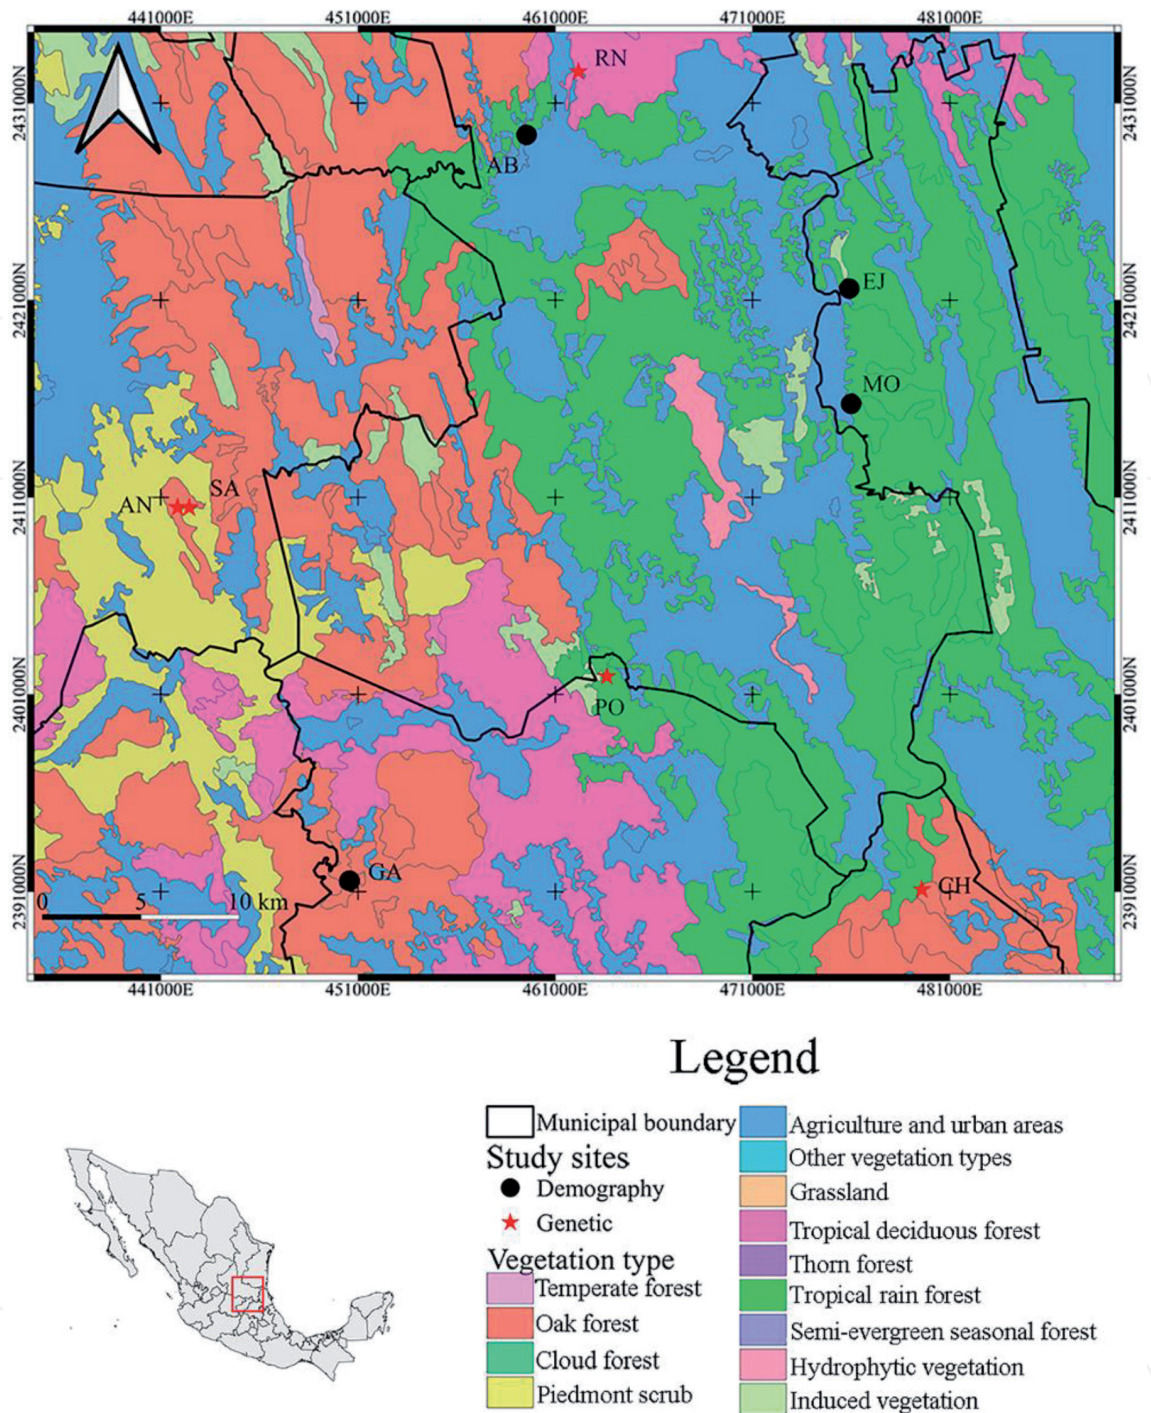 441000E 451000E 461000E 471000E 481000E
RN
2431000N 2431000N
AB
EJ
2421000N 2421000N
MO
SA
AN
2411000N 2411000N
2401000N 2401000N
PO
GA
CH
2391000N 2391000N
0 5 10 km
441000E 451000E 461000E 471000E 481000E
Legend
Municipal boundary
Study sites
Demography
Genetic
Vegetation type
Temperate forest
Oak forest
Cloud forest
Piedmont scrub
Agriculture and urban areas
Other vegetation types
Grassland
Tropical deciduous forest
Thorn forest
Tropical rain forest
Semi-evergreen seasonal forest
Hydrophytic vegetation
Induced vegetation